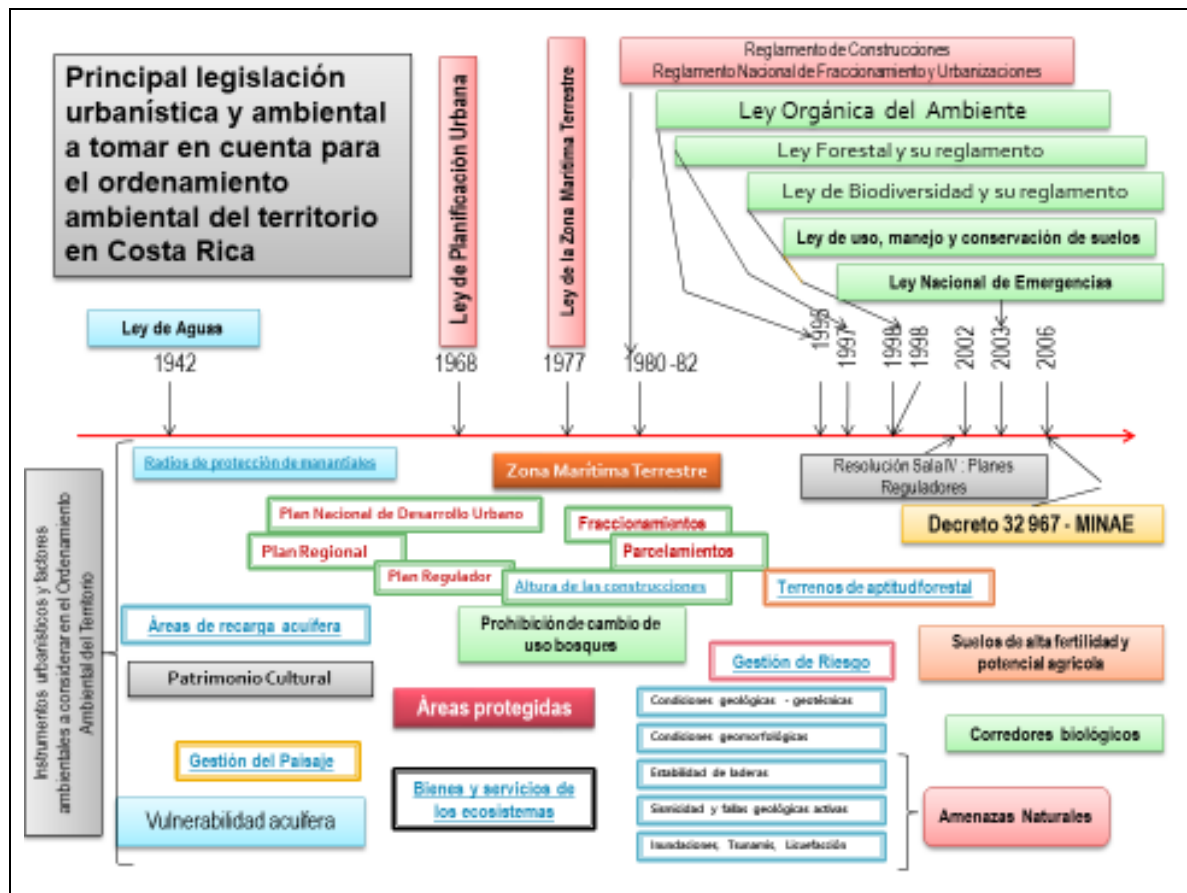 Principal legislación
urbanística y ambiental
a tomar en cuenta para
el ordenamiento
ambiental del territorio
en Costa Rica
Ley de Planificación Urbana
Ley de la Zona Marítima Terrestre
Reglamento de Construcciones
Reglamento Nacional de Fraccionamiento y Urbanizaciones
Ley Orgánica del Ambiente
Ley Forestal y su reglamento
Ley de Biodiversidad y su reglamento
Ley de uso, manejo y conservación de suelos
Ley Nacional de Emergencias
Ley de Aguas
1942
1968
1977
1980 -82
1995
1997
1998
1998
2002
2003
2006
Instrumentos urbanísticos y factores
ambientales a considerar en el Ordenamiento
Ambiental del Territorio
Radios de protección de manantiales
Zona Marítima Terrestre
Resolución Sala IV : Planes
Reguladores
Plan Nacional de Desarrollo Urbano
Fraccionamientos
Decreto 32 967 - MINAE
Plan Regional
Parcelamientos
Plan Regulador
Altura de las construcciones
Terrenos de aptitud forestal
Áreas de recarga acuífera
Prohibición de cambio de
uso bosques
Suelos de alta fertilidad y
potencial agrícola
Gestión de Riesgo
Patrimonio Cultural
Áreas protegidas
Condiciones geológicas - geotécnicas
Condiciones geomorfológicas
Corredores biológicos
Gestión del Paisaje
Estabilidad de laderas
Bienes y servicios de
los ecosistemas
Sismicidad y fallas geológicas activas
Amenazas Naturales
Vulnerabilidad acuífera
Inundaciones, Tsunamis, Licuefacción